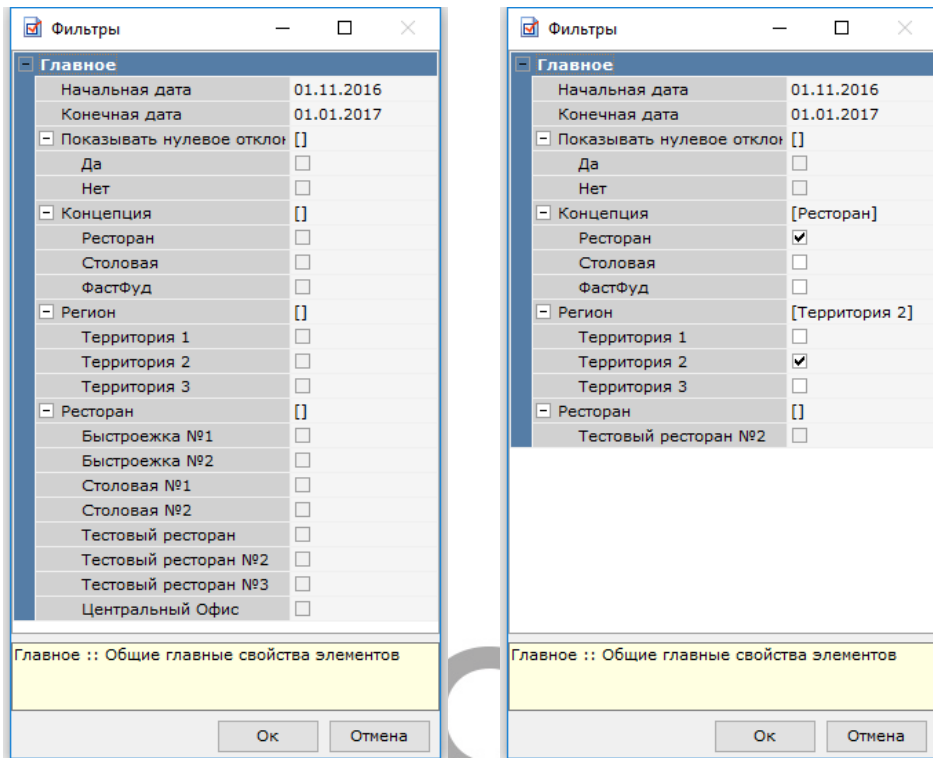 Фильтры
Главное
Начальная дата 01.11.2016
Конечная дата 01.01.2017
Показывать нулевое отклон []
Да
Нет
Концепция []
Ресторан
Столовая
ФастФуд
Регион []
Территория 1
Территория 2
Территория 3
Ресторан []
Быстроежка №1
Быстроежка №2
Столовая №1
Столовая №2
Тестовый ресторан
Тестовый ресторан №2
Тестовый ресторан №3
Центральный Офис
Главное :: Общие главные свойства элементов
Ок Отмена
Фильтры
Главное
Начальная дата 01.11.2016
Конечная дата 01.01.2017
Показывать нулевое отклон []
Да
Нет
Концепция [Ресторан]
Ресторан
Столовая
ФастФуд
Регион [Территория 2]
Территория 1
Территория 2
Территория 3
Ресторан []
Тестовый ресторан №2
Главное :: Общие главные свойства элементов
Ок Отмена